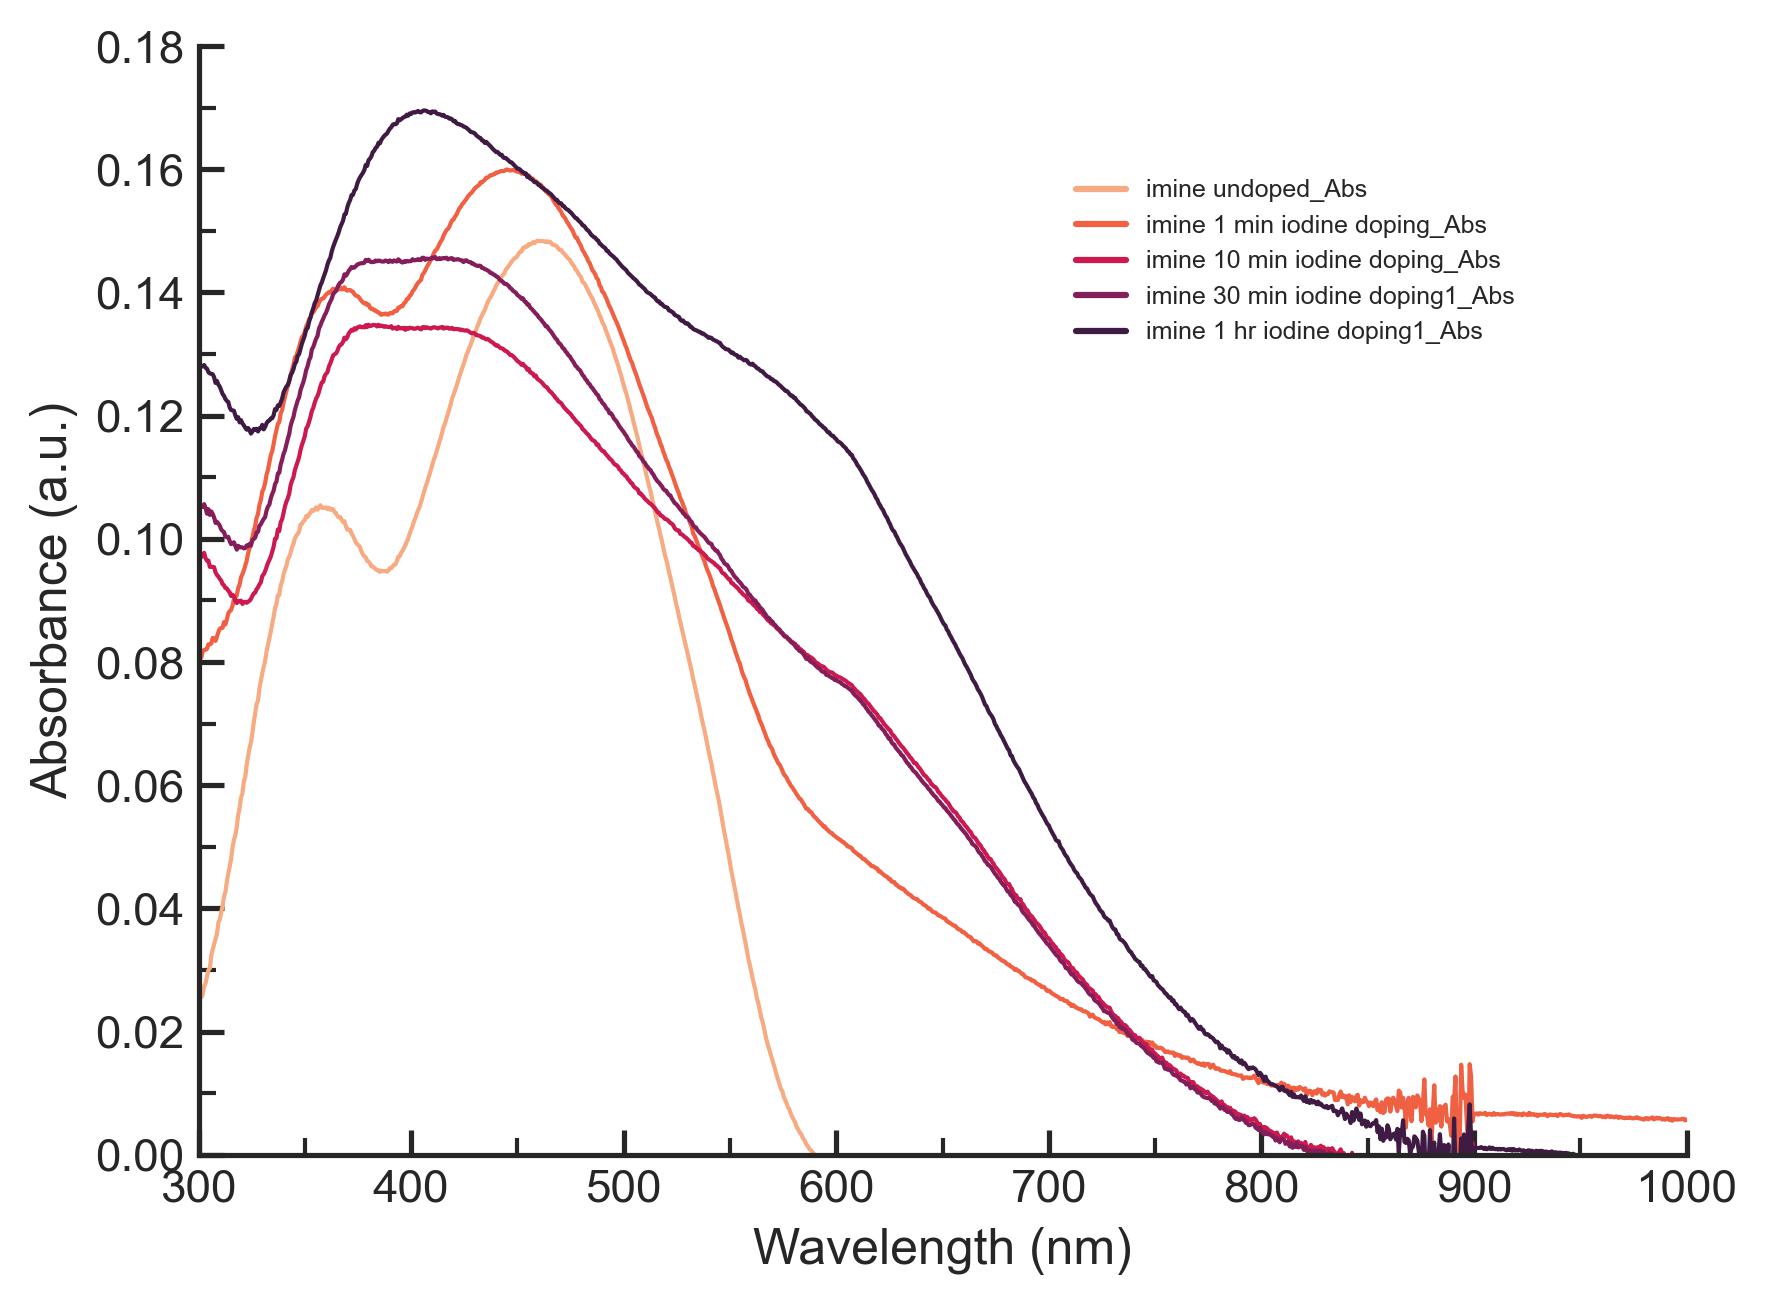 0.18
0.16
0.14
0.12
0.10
0.08
0.06
0.04
0.02
0.00
Absorbance (a.u.)
imine undoped_Abs
imine 1 min iodine doping_Abs
imine 10 min iodine doping_Abs
imine 30 min iodine doping1_Abs
imine 1 hr iodine doping1_Abs
300 400 500 600 700 800 900 1000
Wavelength (nm)